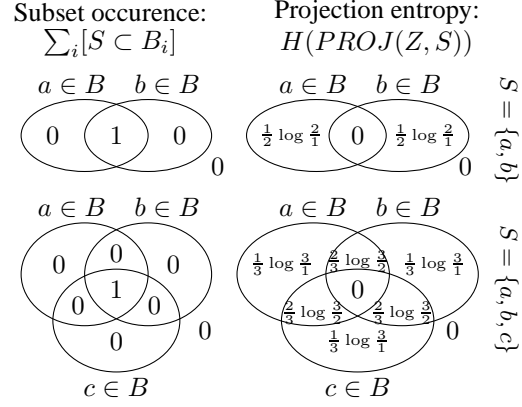 Subset occurence: Projection entropy:
∑_i[S ⊂ B_i] H(PROJ(Z, S))
a ∈ B b ∈ B a ∈ B b ∈ B
0 1 0 1/2 log 2/1 0 1/2 log 2/1
0 0
S = {a,b}
a ∈ B b ∈ B a ∈ B b ∈ B
0 0 0 1/3 log 3/1 2/3 log 3/2 1/3 log 3/1
1 0
0 0 0 2/3 log 3/2 2/3 log 3/2 0
0 1/3 log 3/1
c ∈ B c ∈ B
S = {a,b,c}